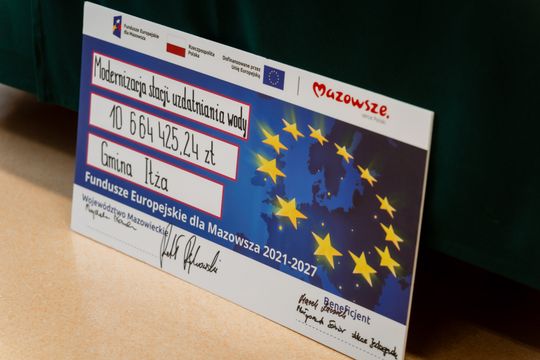 Fundusze Europejskie
dla Mazowsza
Rzeczpospolita
Polska
Dofinansowane przez
Unię Europejską
mazowsze.
serce Polski
Modernizacja stacji uzdatniania wody
10 664 425,24 zł
Gmina Iłża
Fundusze Europejskie dla Mazowsza 2021-2027
Województwo Mazowieckie
Beneficjent
Marek